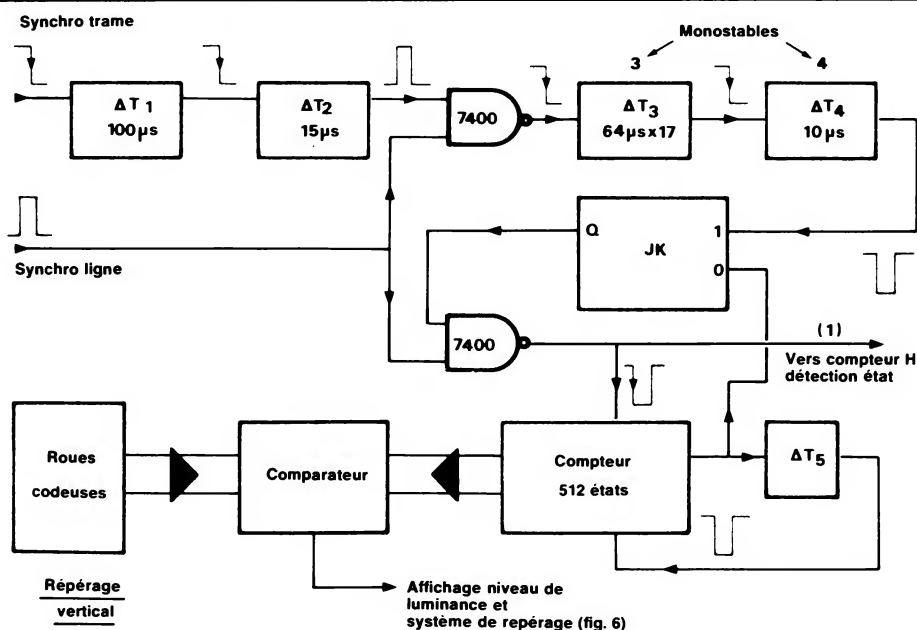 Synchro trame
Monostables
3 4
ΔT1
100µs
ΔT2
15µs
7400
ΔT3
64µs x 17
ΔT4
10µs
Q
1
JK
0
Synchro ligne
7400
(1)
Vers compteur H
détection état
Roues
codeuses
Comparateur
Compteur
512 états
ΔT5
Répérage
vertical
Affichage niveau de
luminance et
système de repérage (fig. 6)